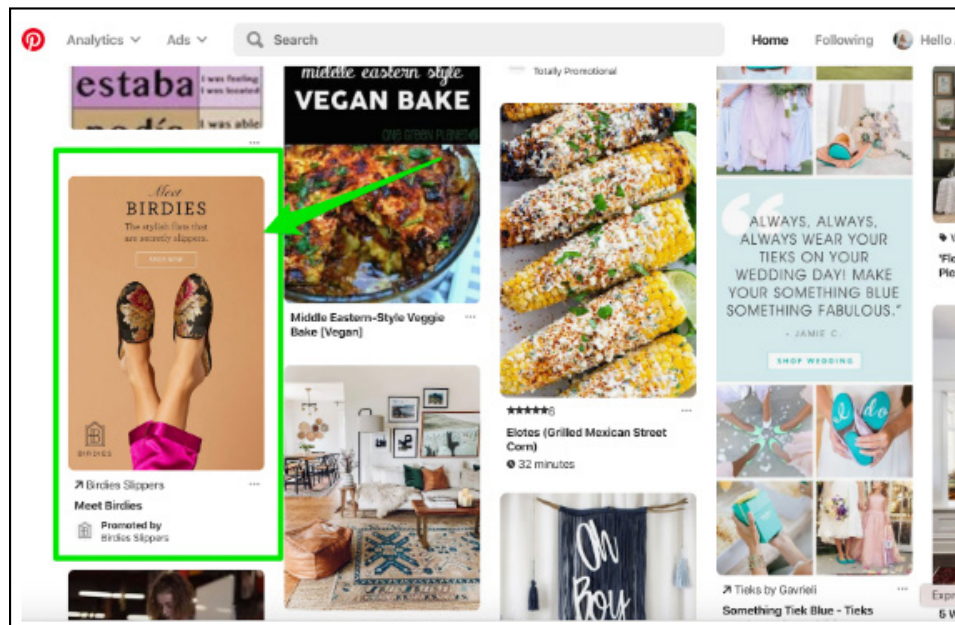 Analytics
Ads
Search
Home
Following
Hello
estaba
I was feeling
I was located
podía
I was able
Meet
BIRDIES
The stylish flats that
are secretly slippers.
SHOP NOW
BIRDIES
Birdies Slippers
Meet Birdies
Promoted by
Birdies Slippers
middle eastern style
VEGAN BAKE
ONE GREEN PLANET
Middle Eastern-Style Veggie
Bake [Vegan]
Totally Promotional
6
Elotes (Grilled Mexican Street
Corn)
32 minutes
Oh
Boy
ALWAYS, ALWAYS,
ALWAYS WEAR YOUR
TIEKS ON YOUR
WEDDING DAY! MAKE
YOUR SOMETHING BLUE
SOMETHING FABULOUS."
- JAMIE C.
SHOP WEDDING
I do
Tieks by Gavrieli
Something Tiek Blue - Tieks